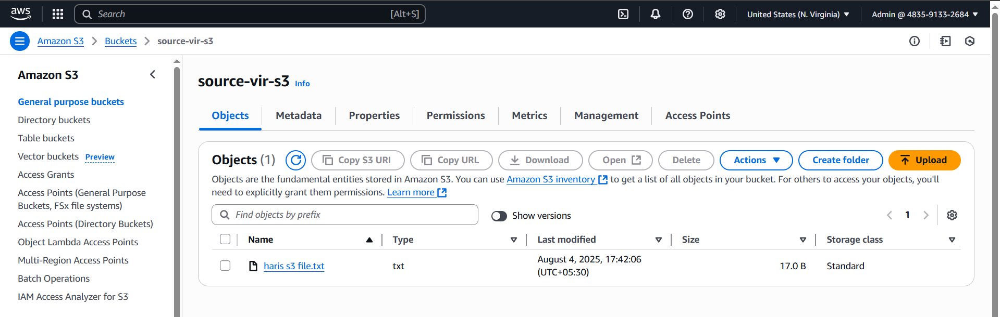 aws
Search [Alt+S] United States (N. Virginia) Admin @ 4835-9133-2684
Amazon S3 Buckets source-vir-s3
Amazon S3
General purpose buckets
Directory buckets
Table buckets
Vector buckets Preview
Access Grants
Access Points (General Purpose
Buckets, FSx file systems)
Access Points (Directory Buckets)
Object Lambda Access Points
Multi-Region Access Points
Batch Operations
IAM Access Analyzer for S3
source-vir-s3 Info
Objects Metadata Properties Permissions Metrics Management Access Points
Objects (1) Copy S3 URI Copy URL Download Open Delete Actions Create folder Upload
Objects are the fundamental entities stored in Amazon S3. You can use Amazon S3 inventory to get a list of all objects in your bucket. For others to access your objects, you'll
need to explicitly grant them permissions. Learn more
Find objects by prefix Show versions 1
Name Type Last modified Size Storage class
haris s3 file.txt txt August 4, 2025, 17:42:06 17.0 B Standard
(UTC+05:30)